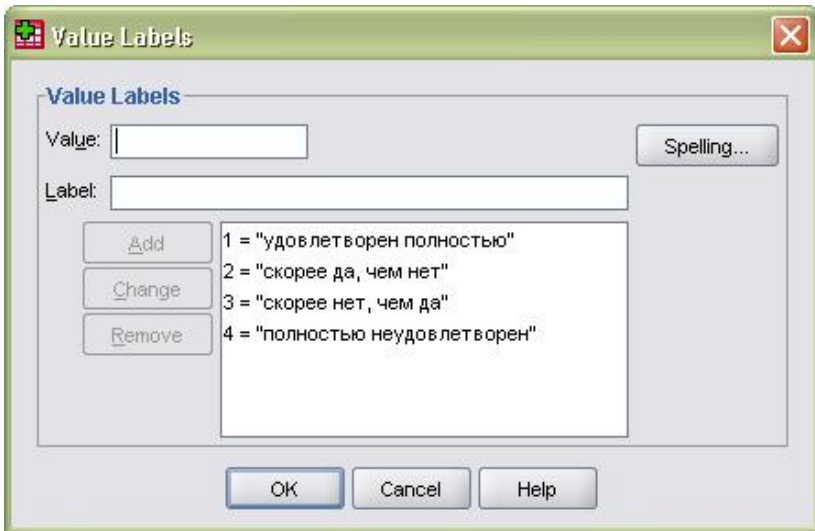 Value Labels
Value Labels
Value:
Spelling...
Label:
Add
1 = "удовлетворен полностью"
2 = "скорее да, чем нет"
Change
3 = "скорее нет, чем да"
Remove
4 = "полностью неудовлетворен"
OK Cancel Help